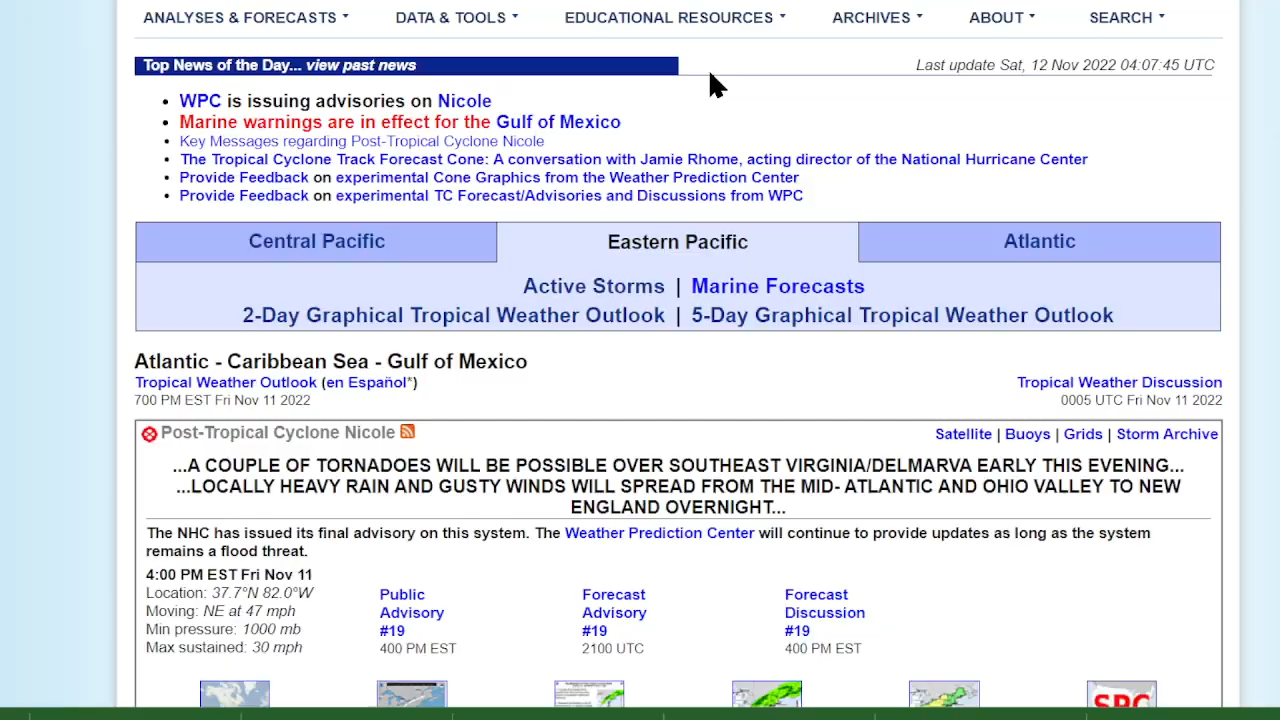 ANALYSES & FORECASTS DATA & TOOLS EDUCATIONAL RESOURCES ARCHIVES ABOUT SEARCH
Top News of the Day... view past news Last update Sat, 12 Nov 2022 04:07:45 UTC
WPC is issuing advisories on Nicole
Marine warnings are in effect for the Gulf of Mexico
Key Messages regarding Post-Tropical Cyclone Nicole
The Tropical Cyclone Track Forecast Cone: A conversation with Jamie Rhome, acting director of the National Hurricane Center
Provide Feedback on experimental Cone Graphics from the Weather Prediction Center
Provide Feedback on experimental TC Forecast/Advisories and Discussions from WPC
Central Pacific Eastern Pacific Atlantic
Active Storms | Marine Forecasts
2-Day Graphical Tropical Weather Outlook | 5-Day Graphical Tropical Weather Outlook
Atlantic - Caribbean Sea - Gulf of Mexico
Tropical Weather Outlook (en Español*) Tropical Weather Discussion
700 PM EST Fri Nov 11 2022 0005 UTC Fri Nov 11 2022
Post-Tropical Cyclone Nicole Satellite | Buoys | Grids | Storm Archive
...A COUPLE OF TORNADOES WILL BE POSSIBLE OVER SOUTHEAST VIRGINIA/DELMARVA EARLY THIS EVENING...
...LOCALLY HEAVY RAIN AND GUSTY WINDS WILL SPREAD FROM THE MID- ATLANTIC AND OHIO VALLEY TO NEW
ENGLAND OVERNIGHT...
The NHC has issued its final advisory on this system. The Weather Prediction Center will continue to provide updates as long as the system
remains a flood threat.
4:00 PM EST Fri Nov 11
Location: 37.7°N 82.0°W
Moving: NE at 47 mph
Min pressure: 1000 mb
Max sustained: 30 mph
Public
Advisory
#19
400 PM EST
Forecast
Advisory
#19
2100 UTC
Forecast
Discussion
#19
400 PM EST
SPC